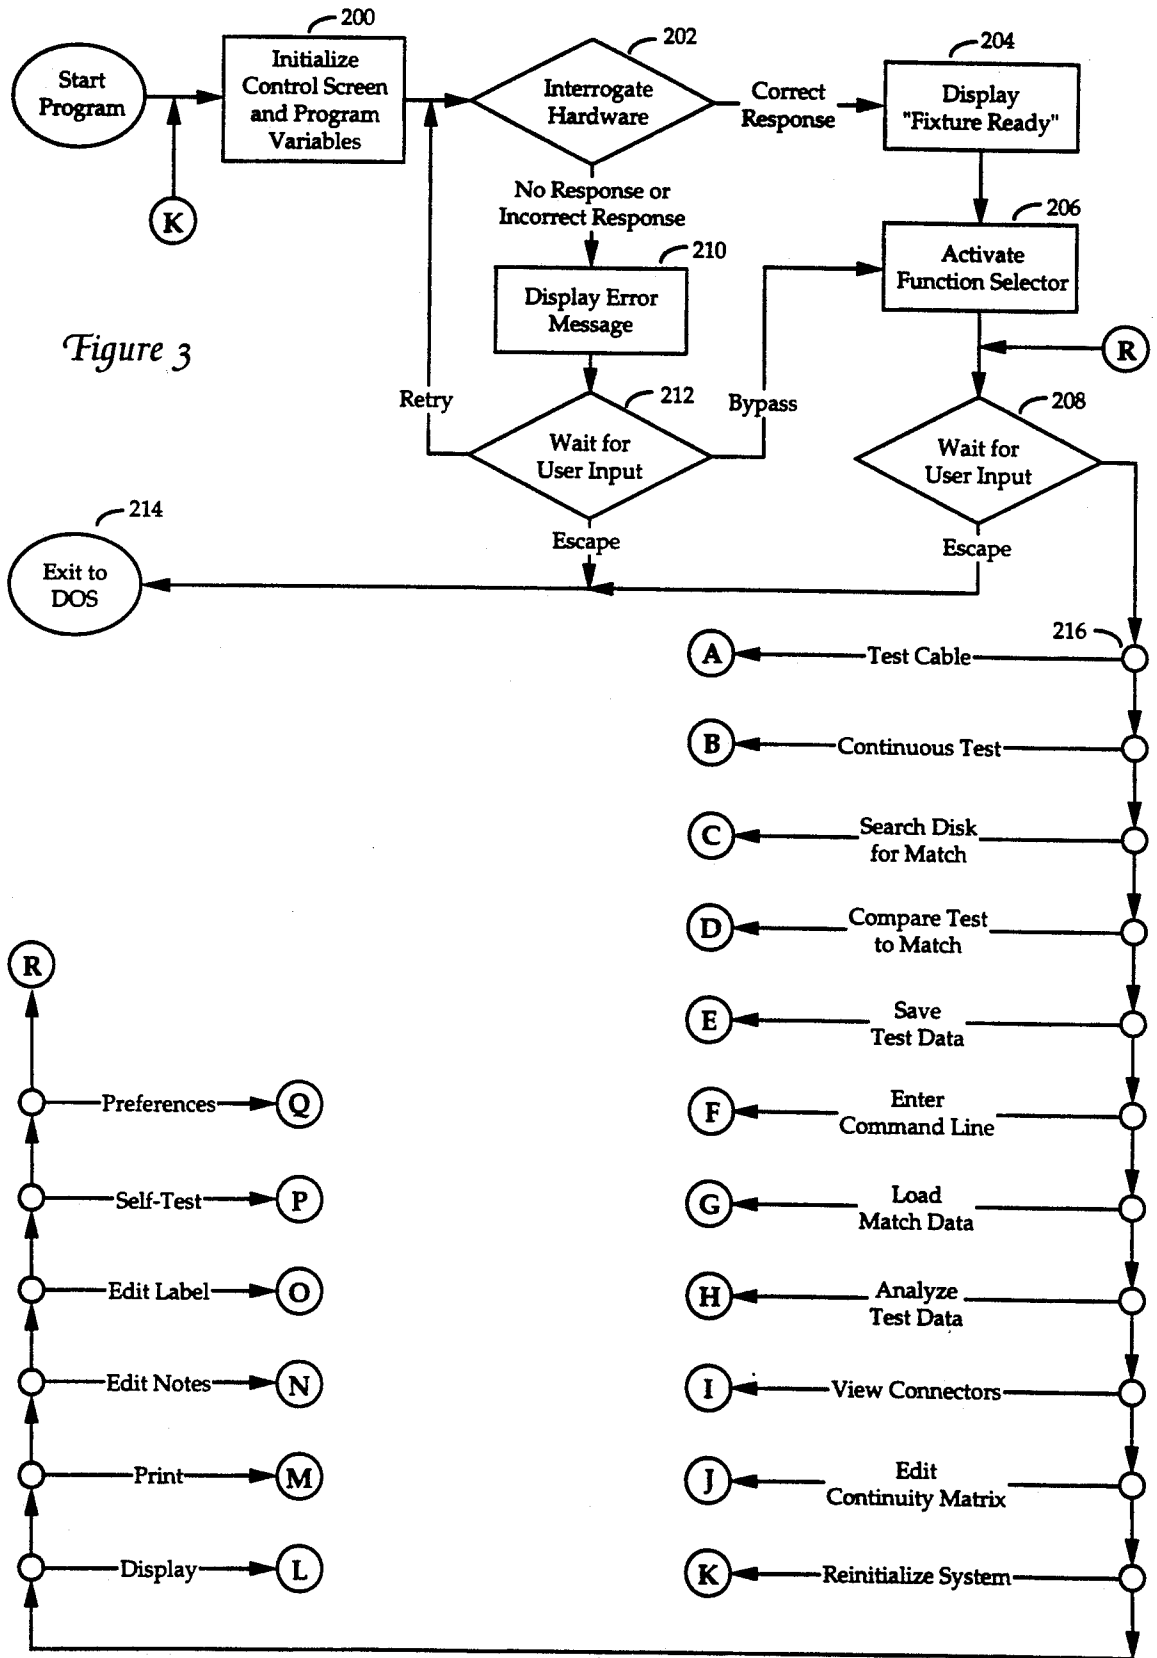 200
202
204
Start
Program
Initialize
Control Screen
and Program
Variables
Interrogate
Hardware
Correct
Response
Display
"Fixture Ready"
K
No Response or
Incorrect Response
206
210
Activate
Function Selector
Display Error
Message
Figure 3
R
Retry
212
Bypass
208
Wait for
User Input
Wait for
User Input
214
Escape
Escape
Exit to
DOS
216
A
Test Cable
B
Continuous Test
C
Search Disk
for Match
D
Compare Test
to Match
E
Save
Test Data
F
Enter
Command Line
G
Load
Match Data
H
Analyze
Test Data
I
View Connectors
J
Edit
Continuity Matrix
K
Reinitialize System
R
Preferences
Q
Self-Test
P
Edit Label
O
Edit Notes
N
Print
M
Display
L